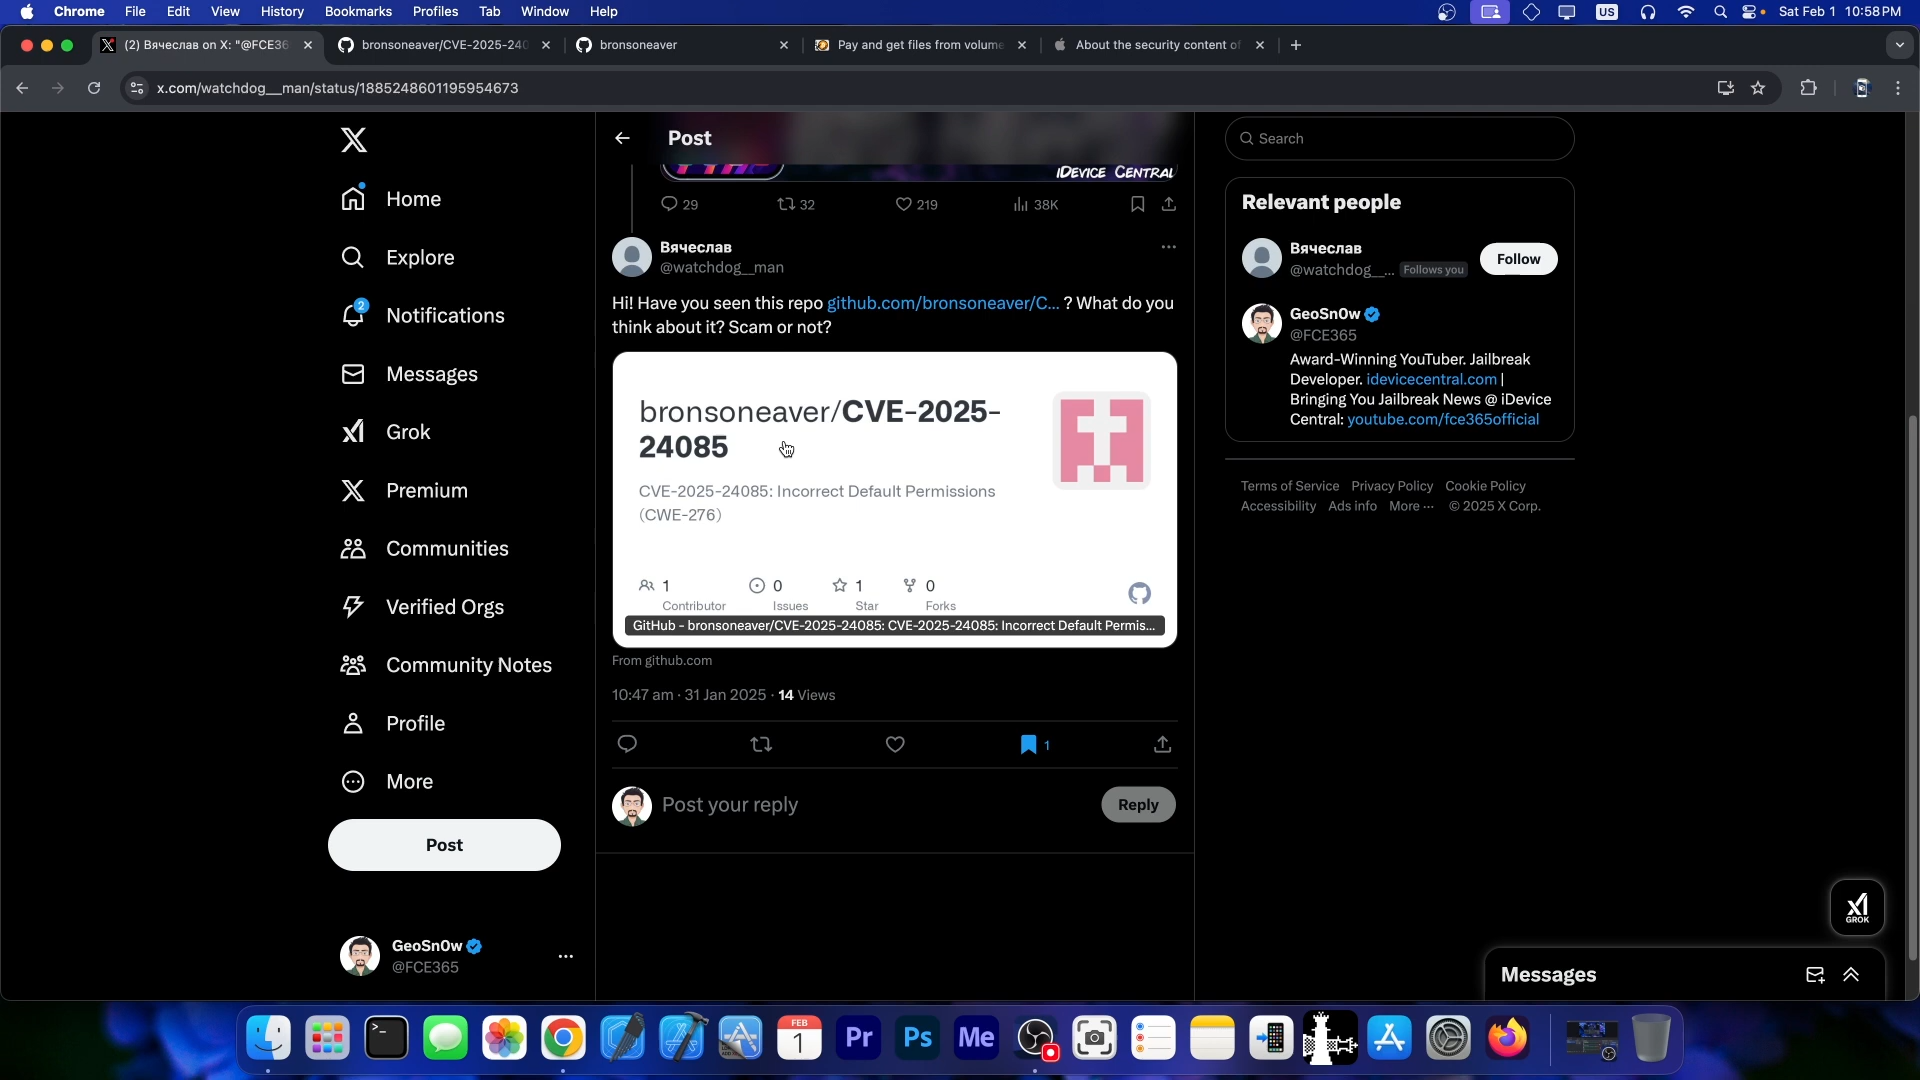 Chrome File Edit View History Bookmarks Profiles Tab Window Help
US
Sat Feb 1 10:58 PM
(2) Вячеслав on X: "@FCE36
bronsoneaver/CVE-2025-240
bronsoneaver
Pay and get files from volume
About the security content of
x.com/watchdog__man/status/1885248601195954673
Home
Explore
2
Notifications
Messages
Grok
Premium
Communities
Verified Orgs
Community Notes
Profile
More
Post
GeoSn0w
@FCE365
Post
iDevice Central
29 32 219 38K
Вячеслав
@watchdog__man
Hi! Have you seen this repo github.com/bronsoneaver/C... ? What do you
think about it? Scam or not?
bronsoneaver/CVE-2025-
24085
CVE-2025-24085: Incorrect Default Permissions
(CWE-276)
1 0 1 0
Contributor Issues Star Forks
GitHub - bronsoneaver/CVE-2025-24085: CVE-2025-24085: Incorrect Default Permis...
From github.com
10:47 am · 31 Jan 2025 · 14 Views
1
Post your reply
Reply
Search
Relevant people
Вячеслав
@watchdog__... Follows you
Follow
GeoSn0w
@FCE365
Award-Winning YouTuber. Jailbreak
Developer. idevicecentral.com |
Bringing You Jailbreak News @ iDevice
Central: youtube.com/fce365official
Terms of Service Privacy Policy Cookie Policy
Accessibility Ads info More ··· © 2025 X Corp.
GROK
Messages
FEB
1
Pr
Ps
Me